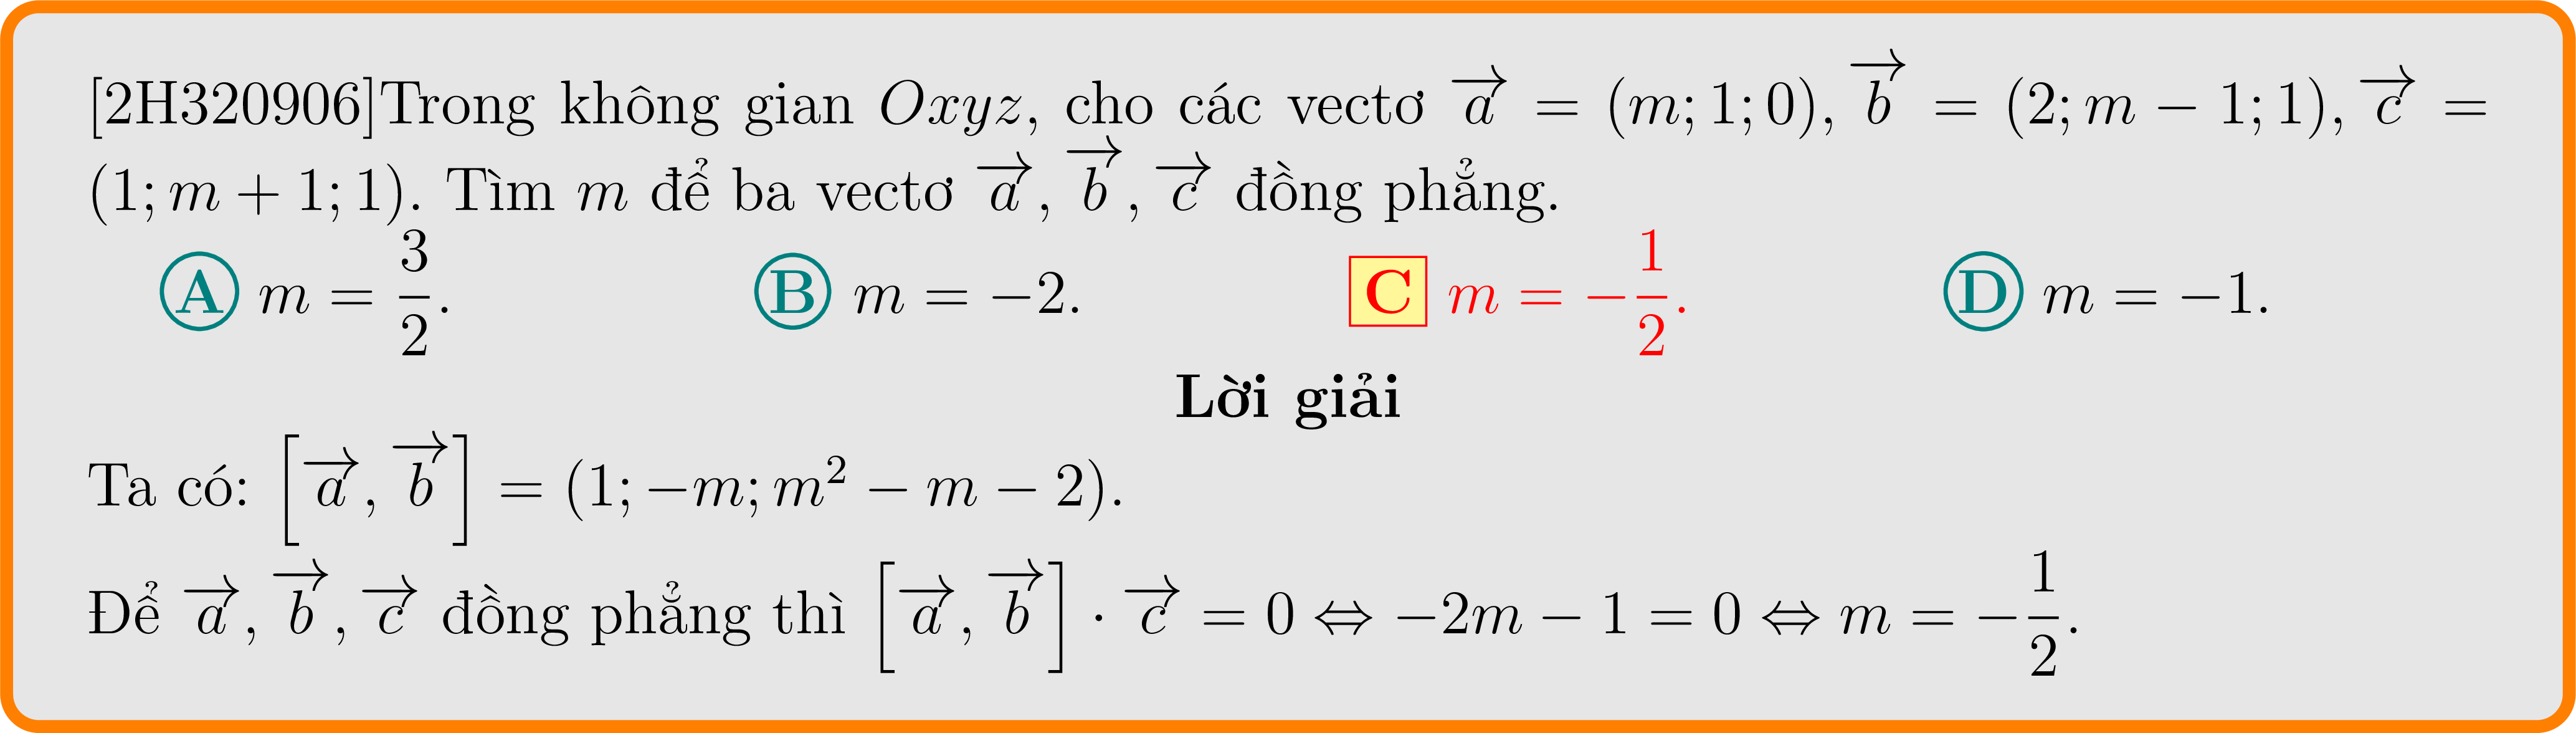 [2H320906]Trong không gian $Oxyz$, cho các vectơ $\overrightarrow{a} = (m; 1; 0)$, $\overrightarrow{b} = (2; m - 1; 1)$, $\overrightarrow{c} =$
$(1; m + 1; 1)$. Tìm $m$ để ba vectơ $\overrightarrow{a}$, $\overrightarrow{b}$, $\overrightarrow{c}$ đồng phẳng.
A $m = \dfrac{3}{2}$. B $m = -2$. C $m = -\dfrac{1}{2}$. D $m = -1$.
Lời giải
Ta có: $\left[\overrightarrow{a}, \overrightarrow{b}\right] = (1; -m; m^2 - m - 2)$.
Để $\overrightarrow{a}$, $\overrightarrow{b}$, $\overrightarrow{c}$ đồng phẳng thì $\left[\overrightarrow{a}, \overrightarrow{b}\right] \cdot \overrightarrow{c} = 0 \Leftrightarrow -2m - 1 = 0 \Leftrightarrow m = -\dfrac{1}{2}$.